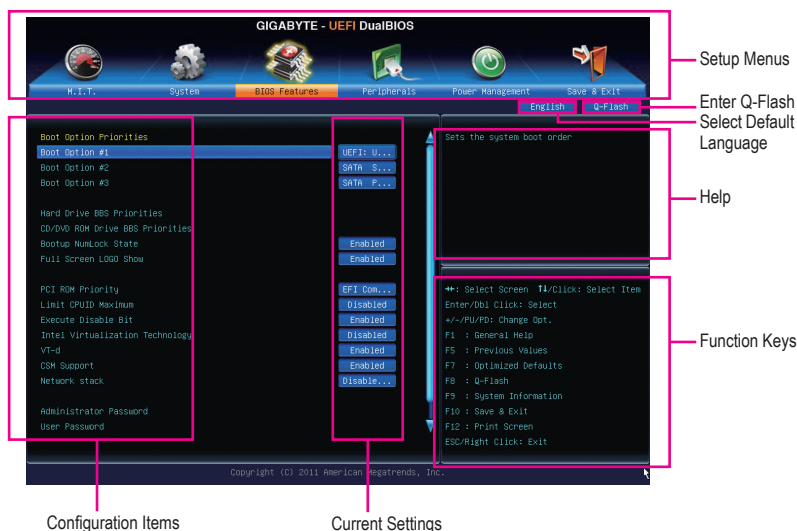 GIGABYTE - UEFI DualBIOS
M.I.T. System BIOS Features Peripherals Power Management Save & Exit
Setup Menus
English Q-Flash
Enter Q-Flash
Select Default
Language
Boot Option Priorities
Boot Option #1 UEFI: U...
Boot Option #2 SATA S...
Boot Option #3 SATA P...
Hard Drive BBS Priorities
CD/DVD ROM Drive BBS Priorities
Bootup NumLock State Enabled
Full Screen LOGO Show Enabled
PCI ROM Priority EFI Com...
Limit CPUID Maximum Disabled
Execute Disable Bit Enabled
Intel Virtualization Technology Disabled
VT-d Enabled
CSM Support Enabled
Network stack Disable...
Administrator Password
User Password
Sets the system boot order
Help
→←: Select Screen ↑↓/Click: Select Item
Enter/Dbl Click: Select
+/-/PU/PD: Change Opt.
F1 : General Help
F5 : Previous Values
F7 : Optimized Defaults
F8 : Q-Flash
F9 : System Information
F10 : Save & Exit
F12 : Print Screen
ESC/Right Click: Exit
Function Keys
Copyright (C) 2011 American Megatrends, Inc.
Configuration Items
Current Settings